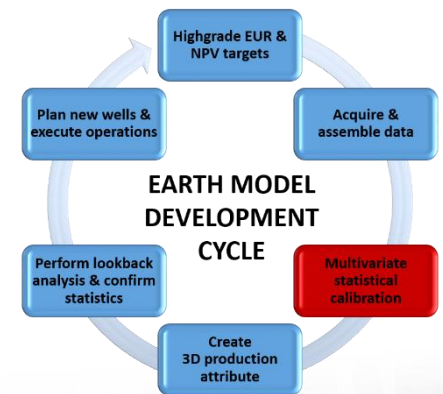 Highgrade EUR &
NPV targets
Acquire &
assemble data
Multivariate
statistical
calibration
Create
3D production
attribute
Perform lookback
analysis & confirm
statistics
Plan new wells &
execute operations
EARTH MODEL
DEVELOPMENT
CYCLE